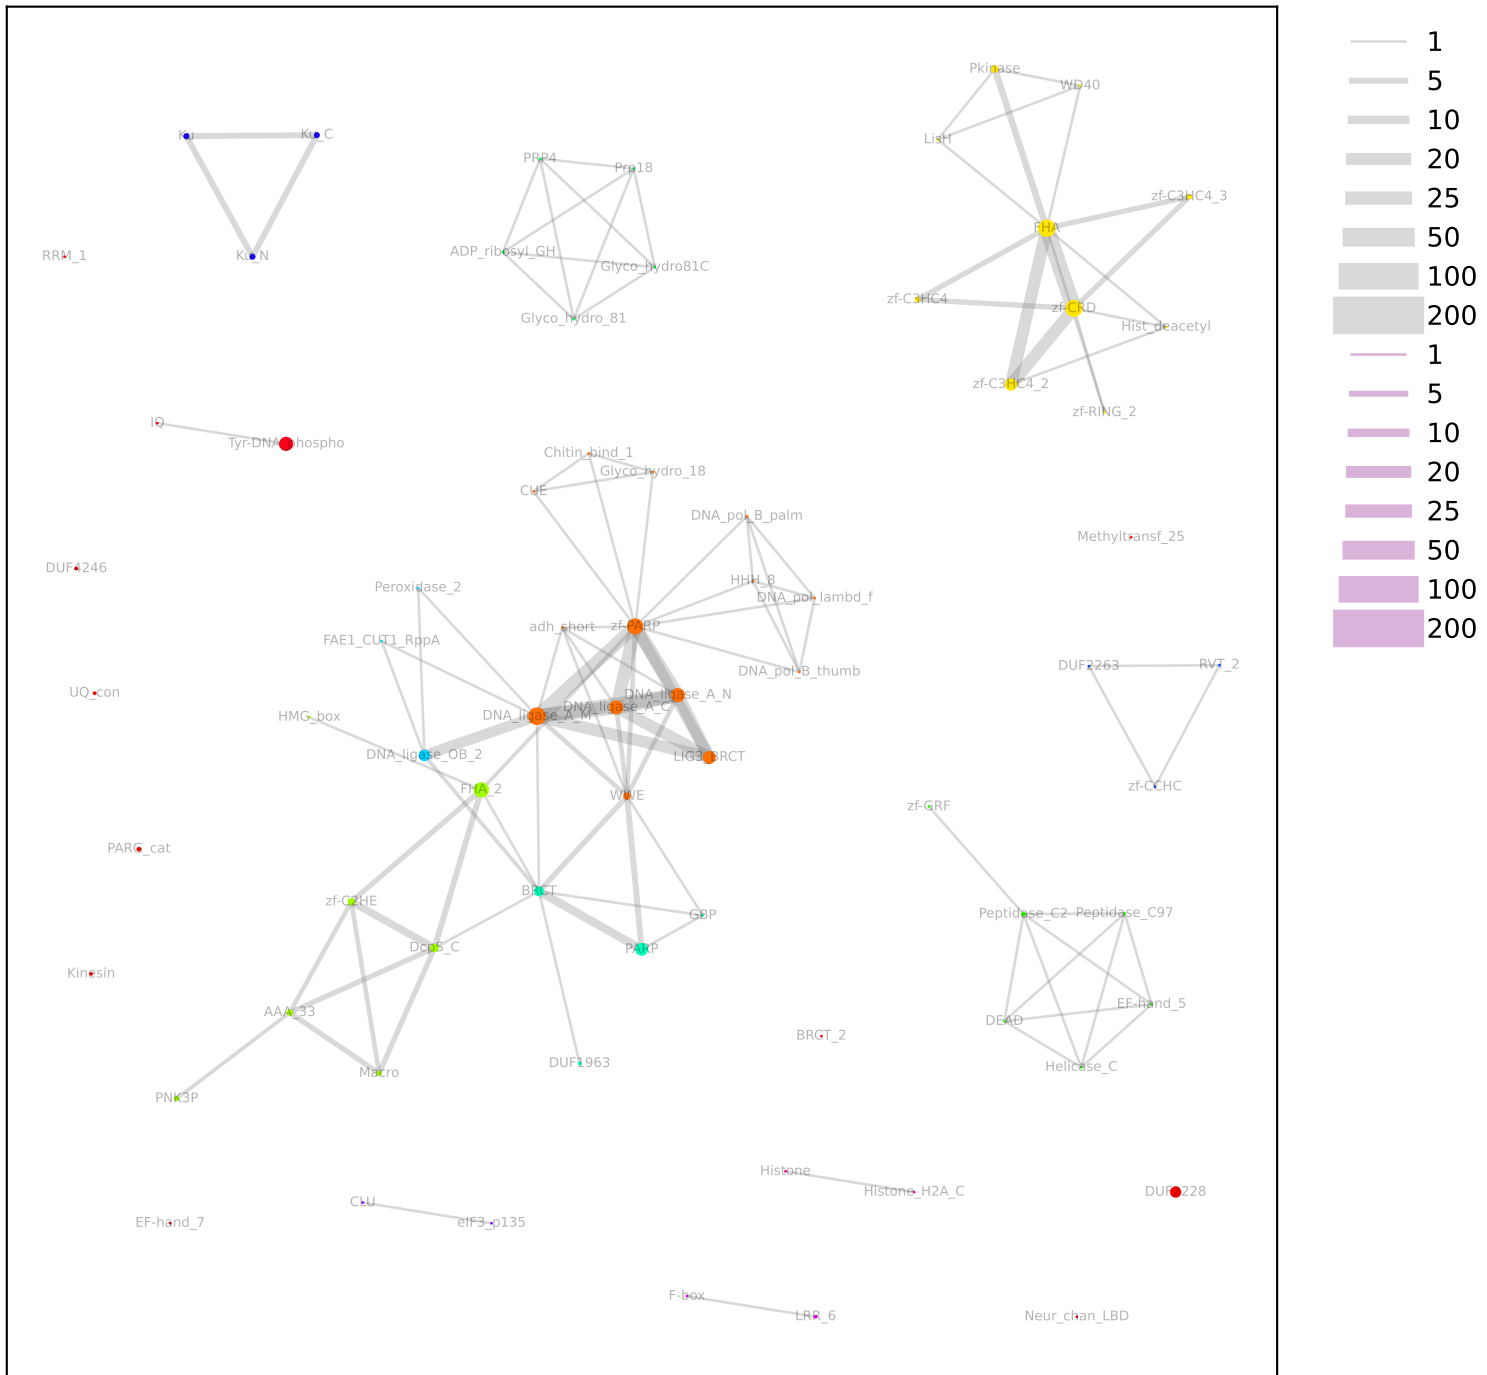 Pkinase
WD40
Ku
Ku_C
LisH
PRP4
Prp18
zf-C3HC4_3
FHA
RRM_1
Ku_N
ADP_ribosyl_GH
Glyco_hydro81C
zf-C3HC4
zf-CRD
Glyco_hydro_81
Hist_deacetyl
zf-C3HC4_2
zf-RING_2
IQ
Tyr-DNA_phospho
Chitin_bind_1
Glyco_hydro_18
CUE
DNA_pol_B_palm
Methyltransf_25
DUF4246
Peroxidase_2
HHH_8
DNA_pol_lambd_f
adh_short
zf-PARP
FAE1_CUT1_RppA
DUF2263
RVT_2
DNA_pol_B_thumb
UQ_con
DNA_ligase_A_N
DNA_ligase_A_C
HMG_box
DNA_ligase_A_M
DNA_ligase_OB_2
LIG3_BRCT
FHA_2
WWE
zf-CCHC
zf-GRF
PARG_cat
BRCT
zf-C2HE
GBP
Peptidase_C2
Peptidase_C97
DcpS_C
PARP
Kinesin
AAA_33
EF-hand_5
DEAD
BRCT_2
DUF1963
Macro
Helicase_C
PNK3P
Histone
Histone_H2A_C
CLU
eIF3_p135
EF-hand_7
F-box
LRR_6
Neur_chan_LBD
1
5
10
20
25
50
100
200
1
5
10
20
25
50
100
200